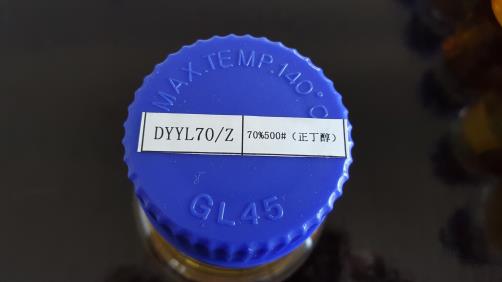 MAX.TEMP.140°C
DYYL70/Z
70%500#（正丁醇）
GL45